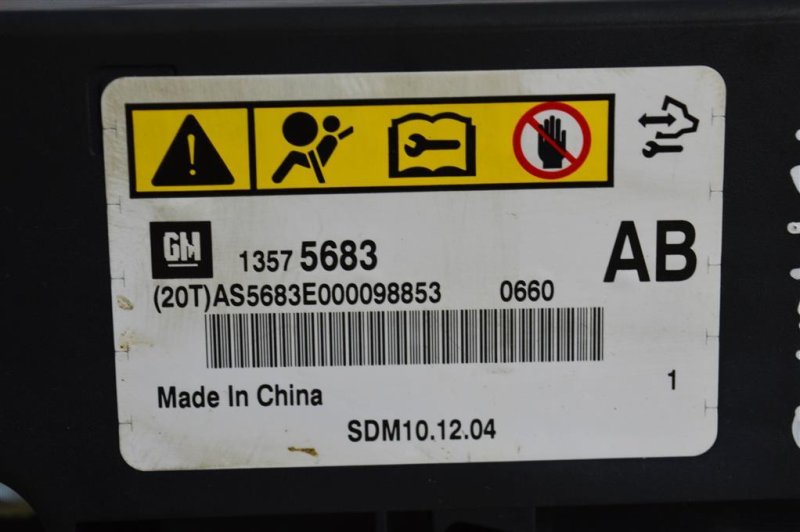 GM 1357 5683 AB
(20T)AS5683E000098853 0660
Made In China 1
SDM10.12.04